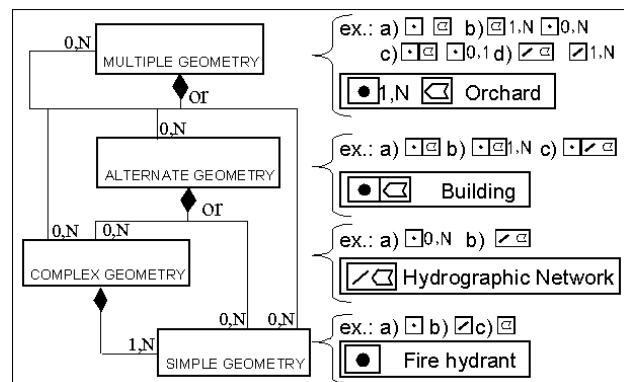 0,N
MULTIPLE GEOMETRY
or
0,N
ALTERNATE GEOMETRY
or
0,N 0,N
COMPLEX GEOMETRY
0,N 0,N
1,N
SIMPLE GEOMETRY
ex.: a) b) 1,N 0,N
c) 0,1 d) 1,N
1,N Orchard
ex.: a) b) 1,N c)
Building
ex.: a) 0,N b)
Hydrographic Network
ex.: a) b) c)
Fire hydrant